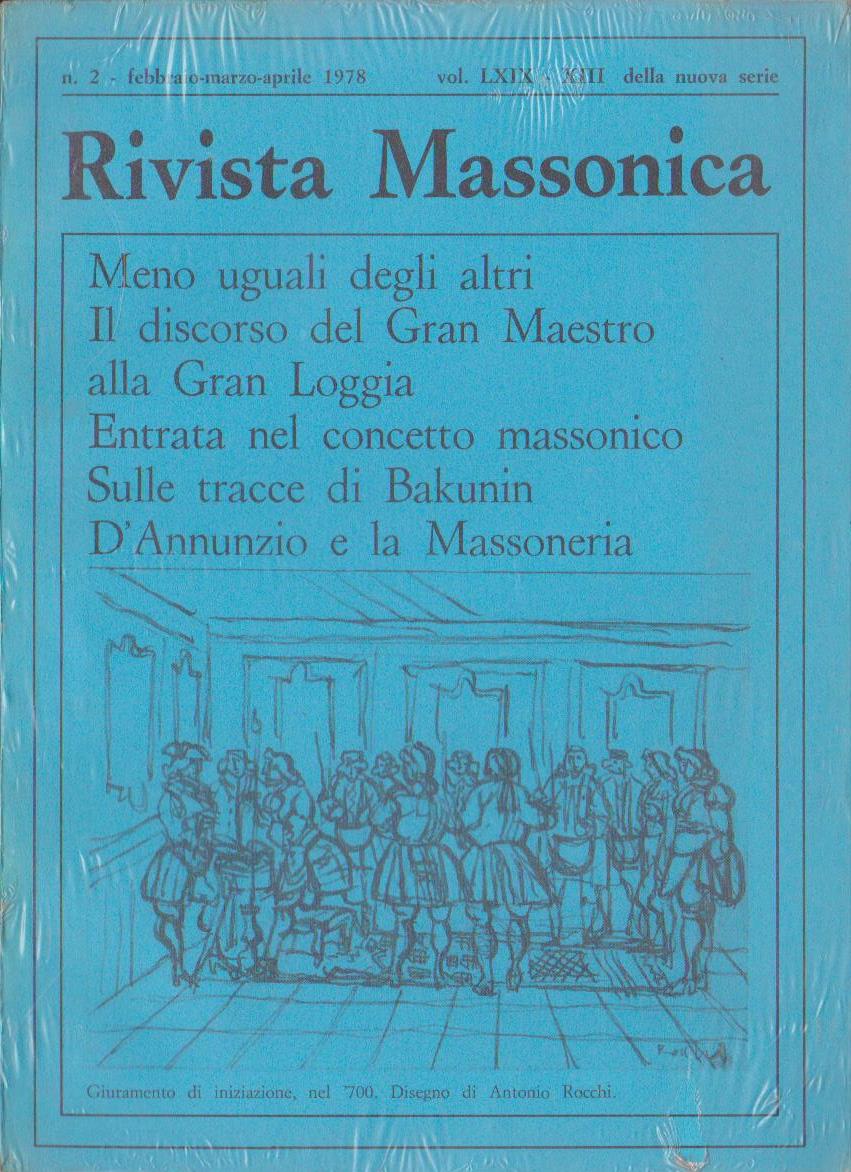 n. 2 - febbraio-marzo-aprile 1978 vol. LXIX - XIII della nuova serie
Rivista Massonica
Meno uguali degli altri
Il discorso del Gran Maestro
alla Gran Loggia
Entrata nel concetto massonico
Sulle tracce di Bakunin
D'Annunzio e la Massoneria
Giuramento di iniziazione, nel '700. Disegno di Antonio Rocchi.